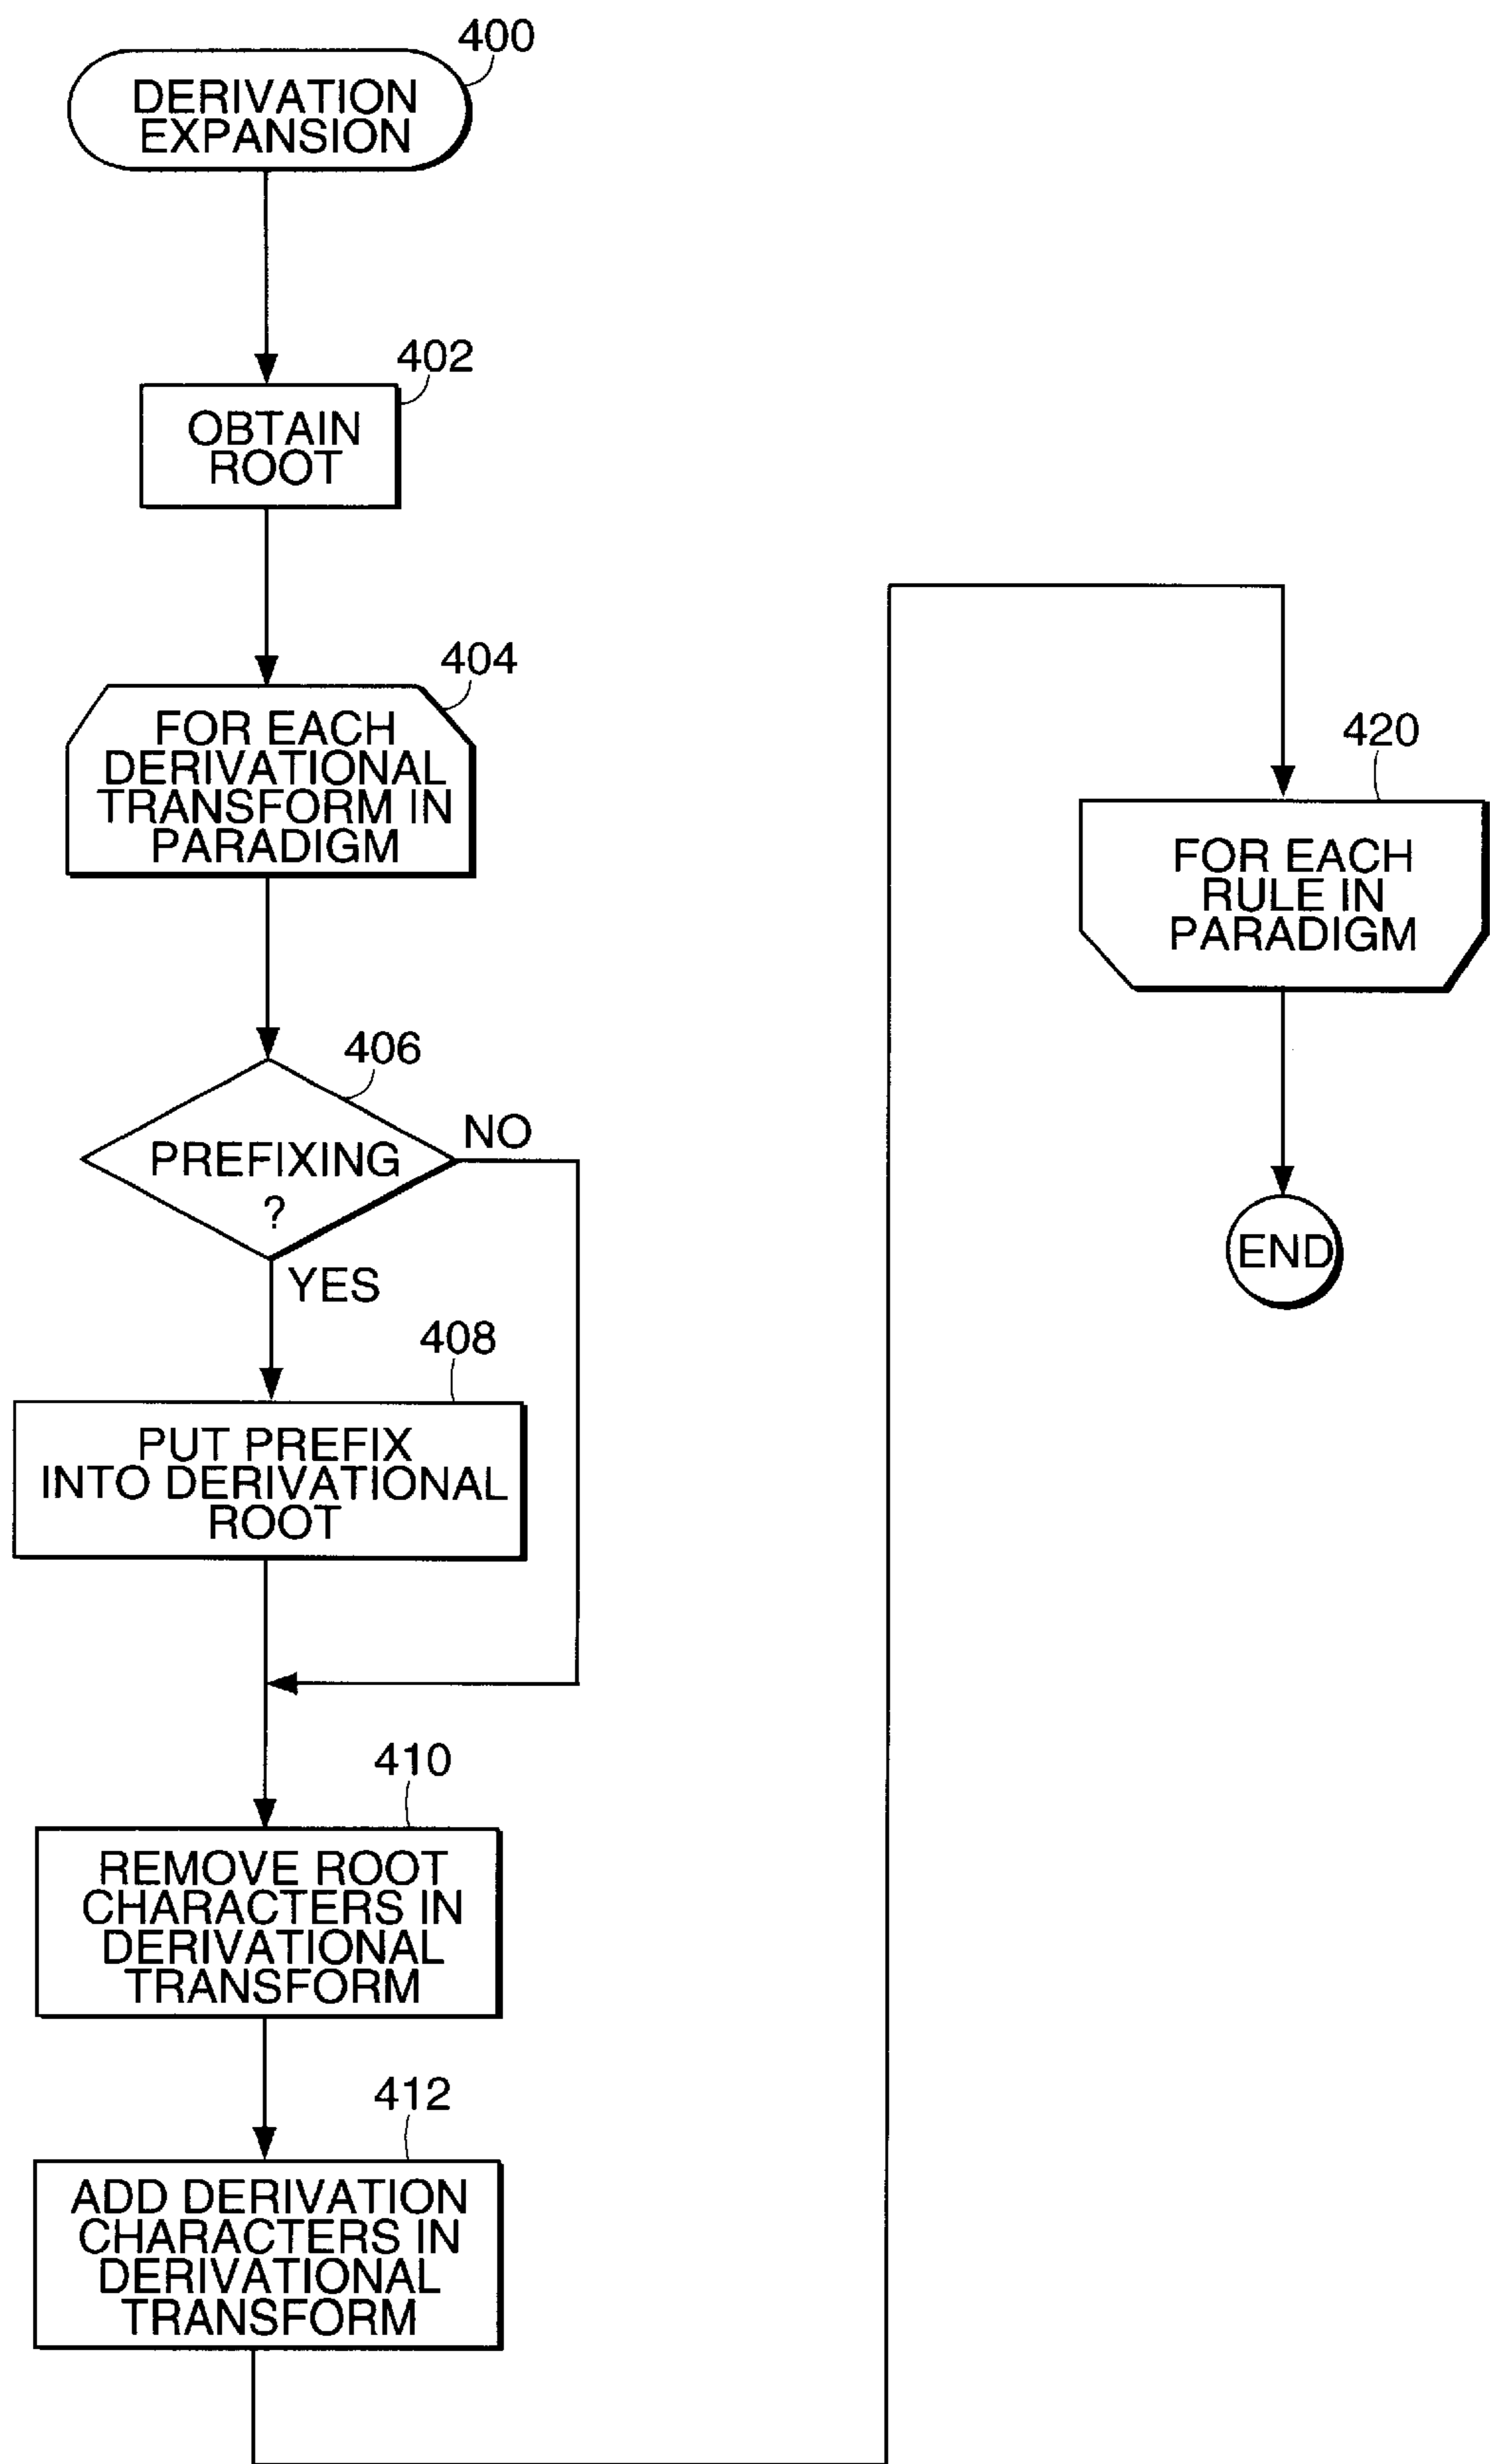 400
DERIVATION
EXPANSION
402
OBTAIN
ROOT
404
FOR EACH
DERIVATIONAL
TRANSFORM IN
PARADIGM
406
PREFIXING
?
NO
YES
408
PUT PREFIX
INTO DERIVATIONAL
ROOT
410
REMOVE ROOT
CHARACTERS IN
DERIVATIONAL
TRANSFORM
412
ADD DERIVATION
CHARACTERS IN
DERIVATIONAL
TRANSFORM
420
FOR EACH
RULE IN
PARADIGM
END